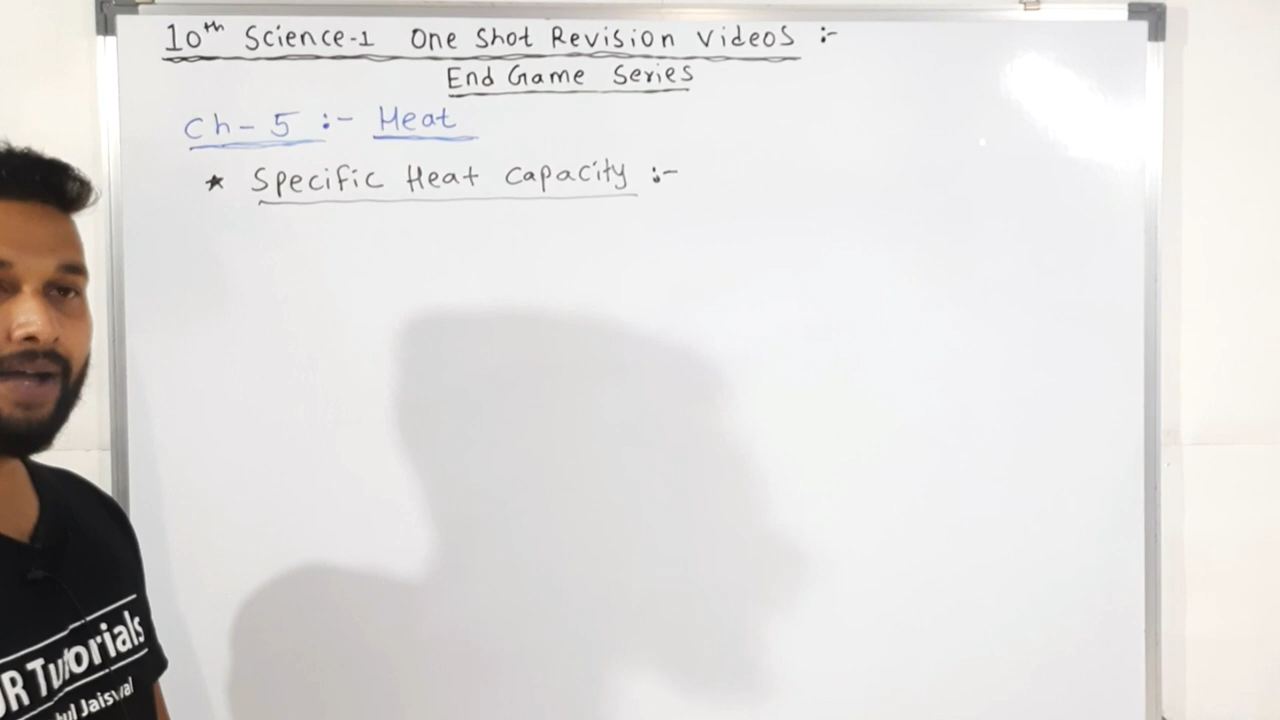 10th Science-1 One Shot Revision Videos :-
End Game Series
Ch-5 :- Heat
★ Specific Heat capacity :-
R Tutorials
Jaiswal